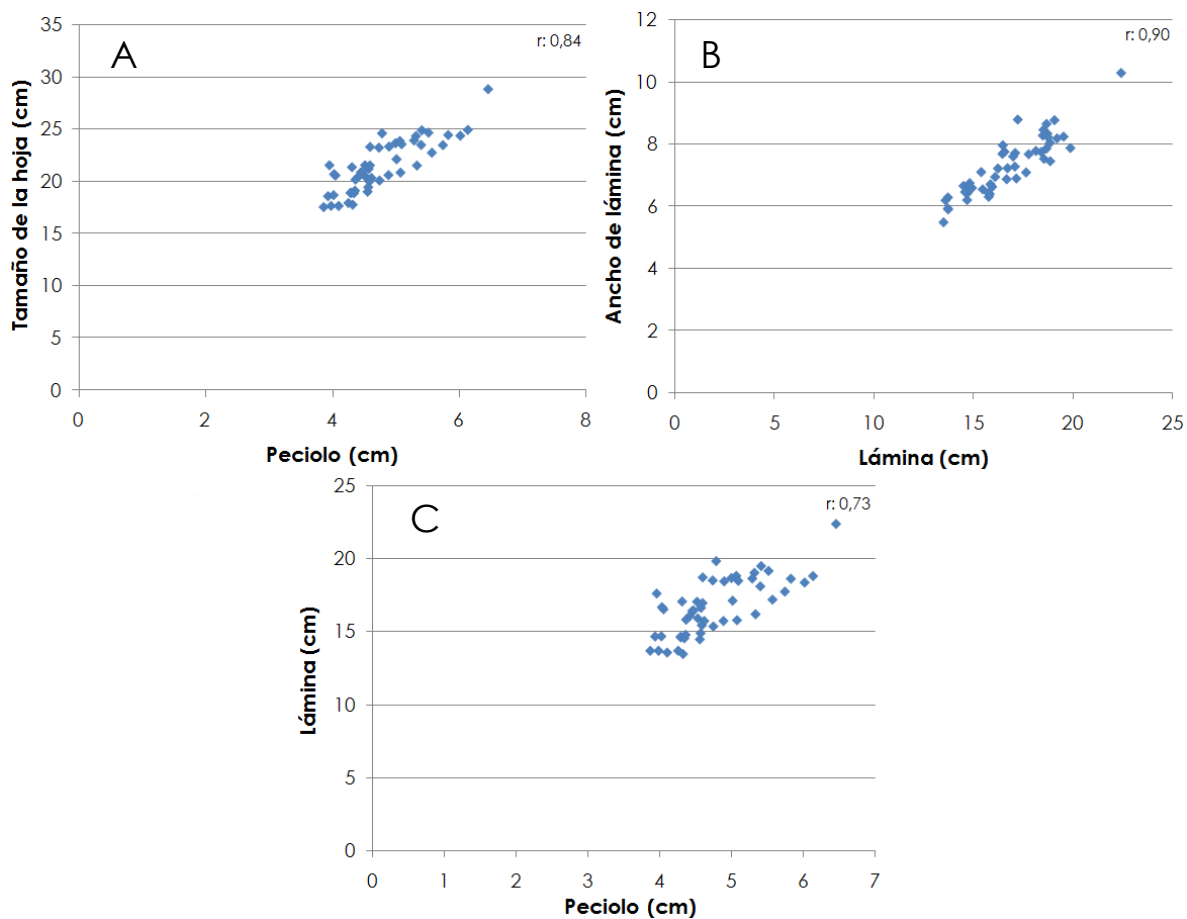 A
r: 0,84
Tamaño de la hoja (cm)
35
30
25
20
15
10
5
0
0 2 4 6 8
Peciolo (cm)
B
r: 0,90
Ancho de lámina (cm)
12
10
8
6
4
2
0
0 5 10 15 20 25
Lámina (cm)
C
r: 0,73
Lámina (cm)
25
20
15
10
5
0
0 1 2 3 4 5 6 7
Peciolo (cm)